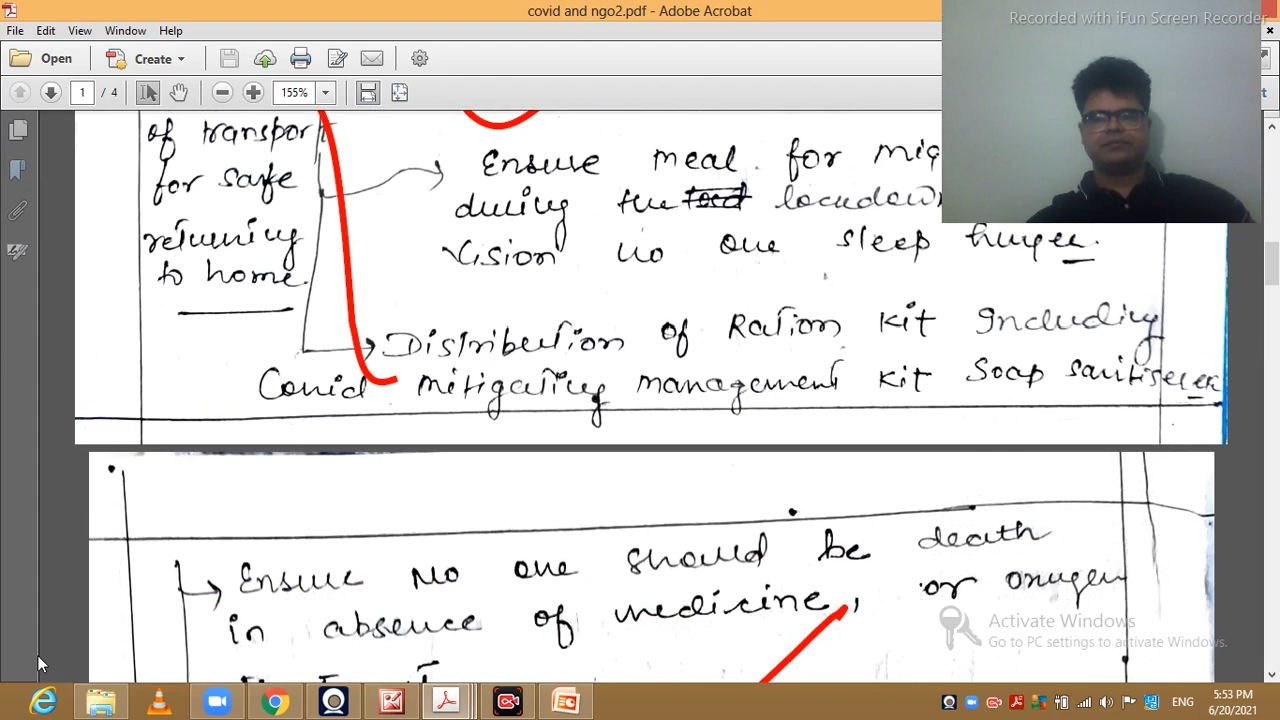 covid and ngo2.pdf - Adobe Acrobat
Recorded with iFun Screen Recorder
File Edit View Window Help
Open Create
1 / 4 155%
of transport
for safe
returning
to home.
Ensure meal for mig
during the lockdown
Vision no one sleep
Distribution of Ration Kit Including
Covid mitigating management kit Soap
Ensure No one should be death
in absence of medicine, or
Activate Windows
Go to PC settings to activate Windows.
ENG
5:53 PM
6/20/2021